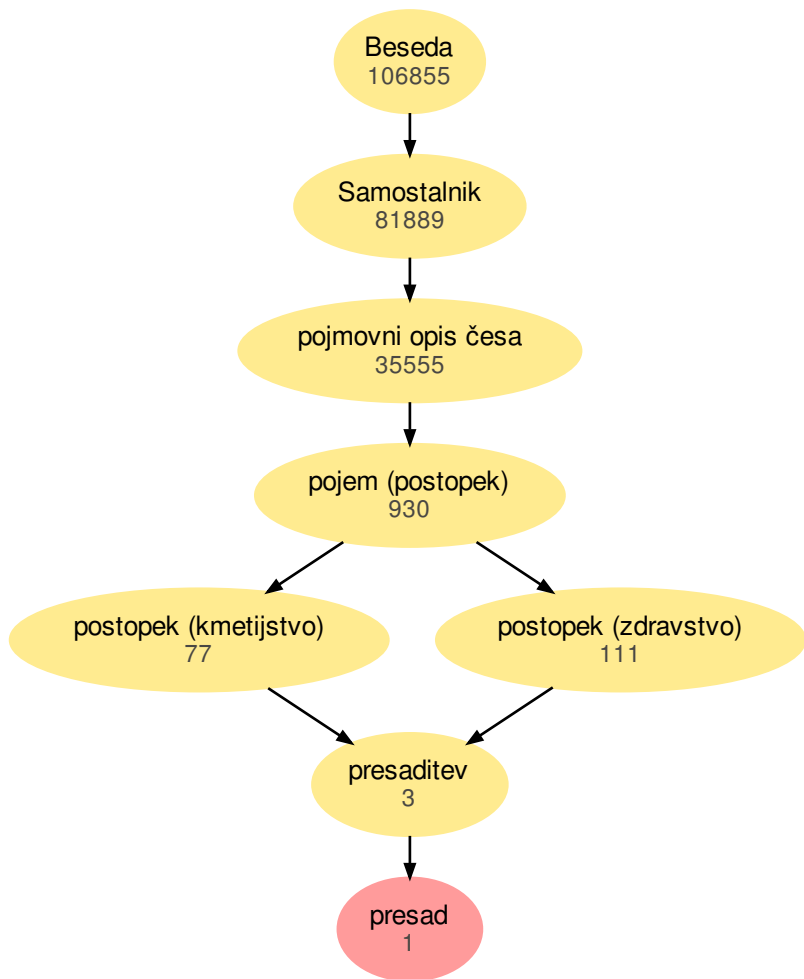 Beseda
106855
Samostalnik
81889
pojmovni opis česa
35555
pojem (postopek)
930
postopek (kmetijstvo)
77
postopek (zdravstvo)
111
presaditev
3
presad
1